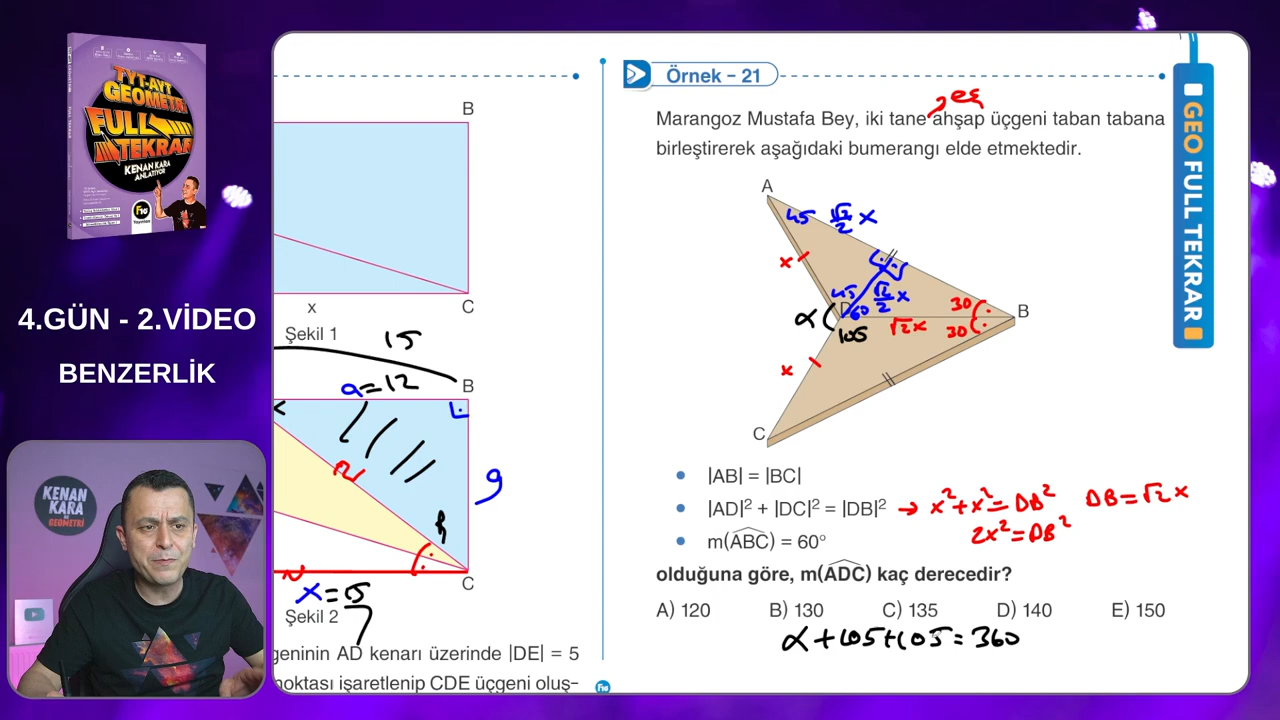 TYT-AYT
GEOMETRİ
FULL
TEKRAR
KENAN KARA
ANLATIYOR
4.GÜN - 2.VİDEO
BENZERLİK
KENAN
KARA
GEOMETRİ
B
x
C
Şekil 1
15
a=12
B
9
C
x=15
Şekil 2
7
geninin AD kenarı üzerinde |DE| = 5
noktası işaretlenip CDE üçgeni oluş-
Örnek – 21
eş
Marangoz Mustafa Bey, iki tane ahşap üçgeni taban tabana
birleştirerek aşağıdaki bumerangı elde etmektedir.
A
45 √2/2 x
x
45
60 √2/2 x
D
α
105
√2x
30
30
B
x
C
• |AB| = |BC|
• |AD|² + |DC|² = |DB|² → x²+x²=DB² DB=√2x
2x²=DB²
• m(ABC) = 60°
olduğuna göre, m(ADC) kaç derecedir?
A) 120 B) 130 C) 135 D) 140 E) 150
α+105+105=360
GEO FULL TEKRAR